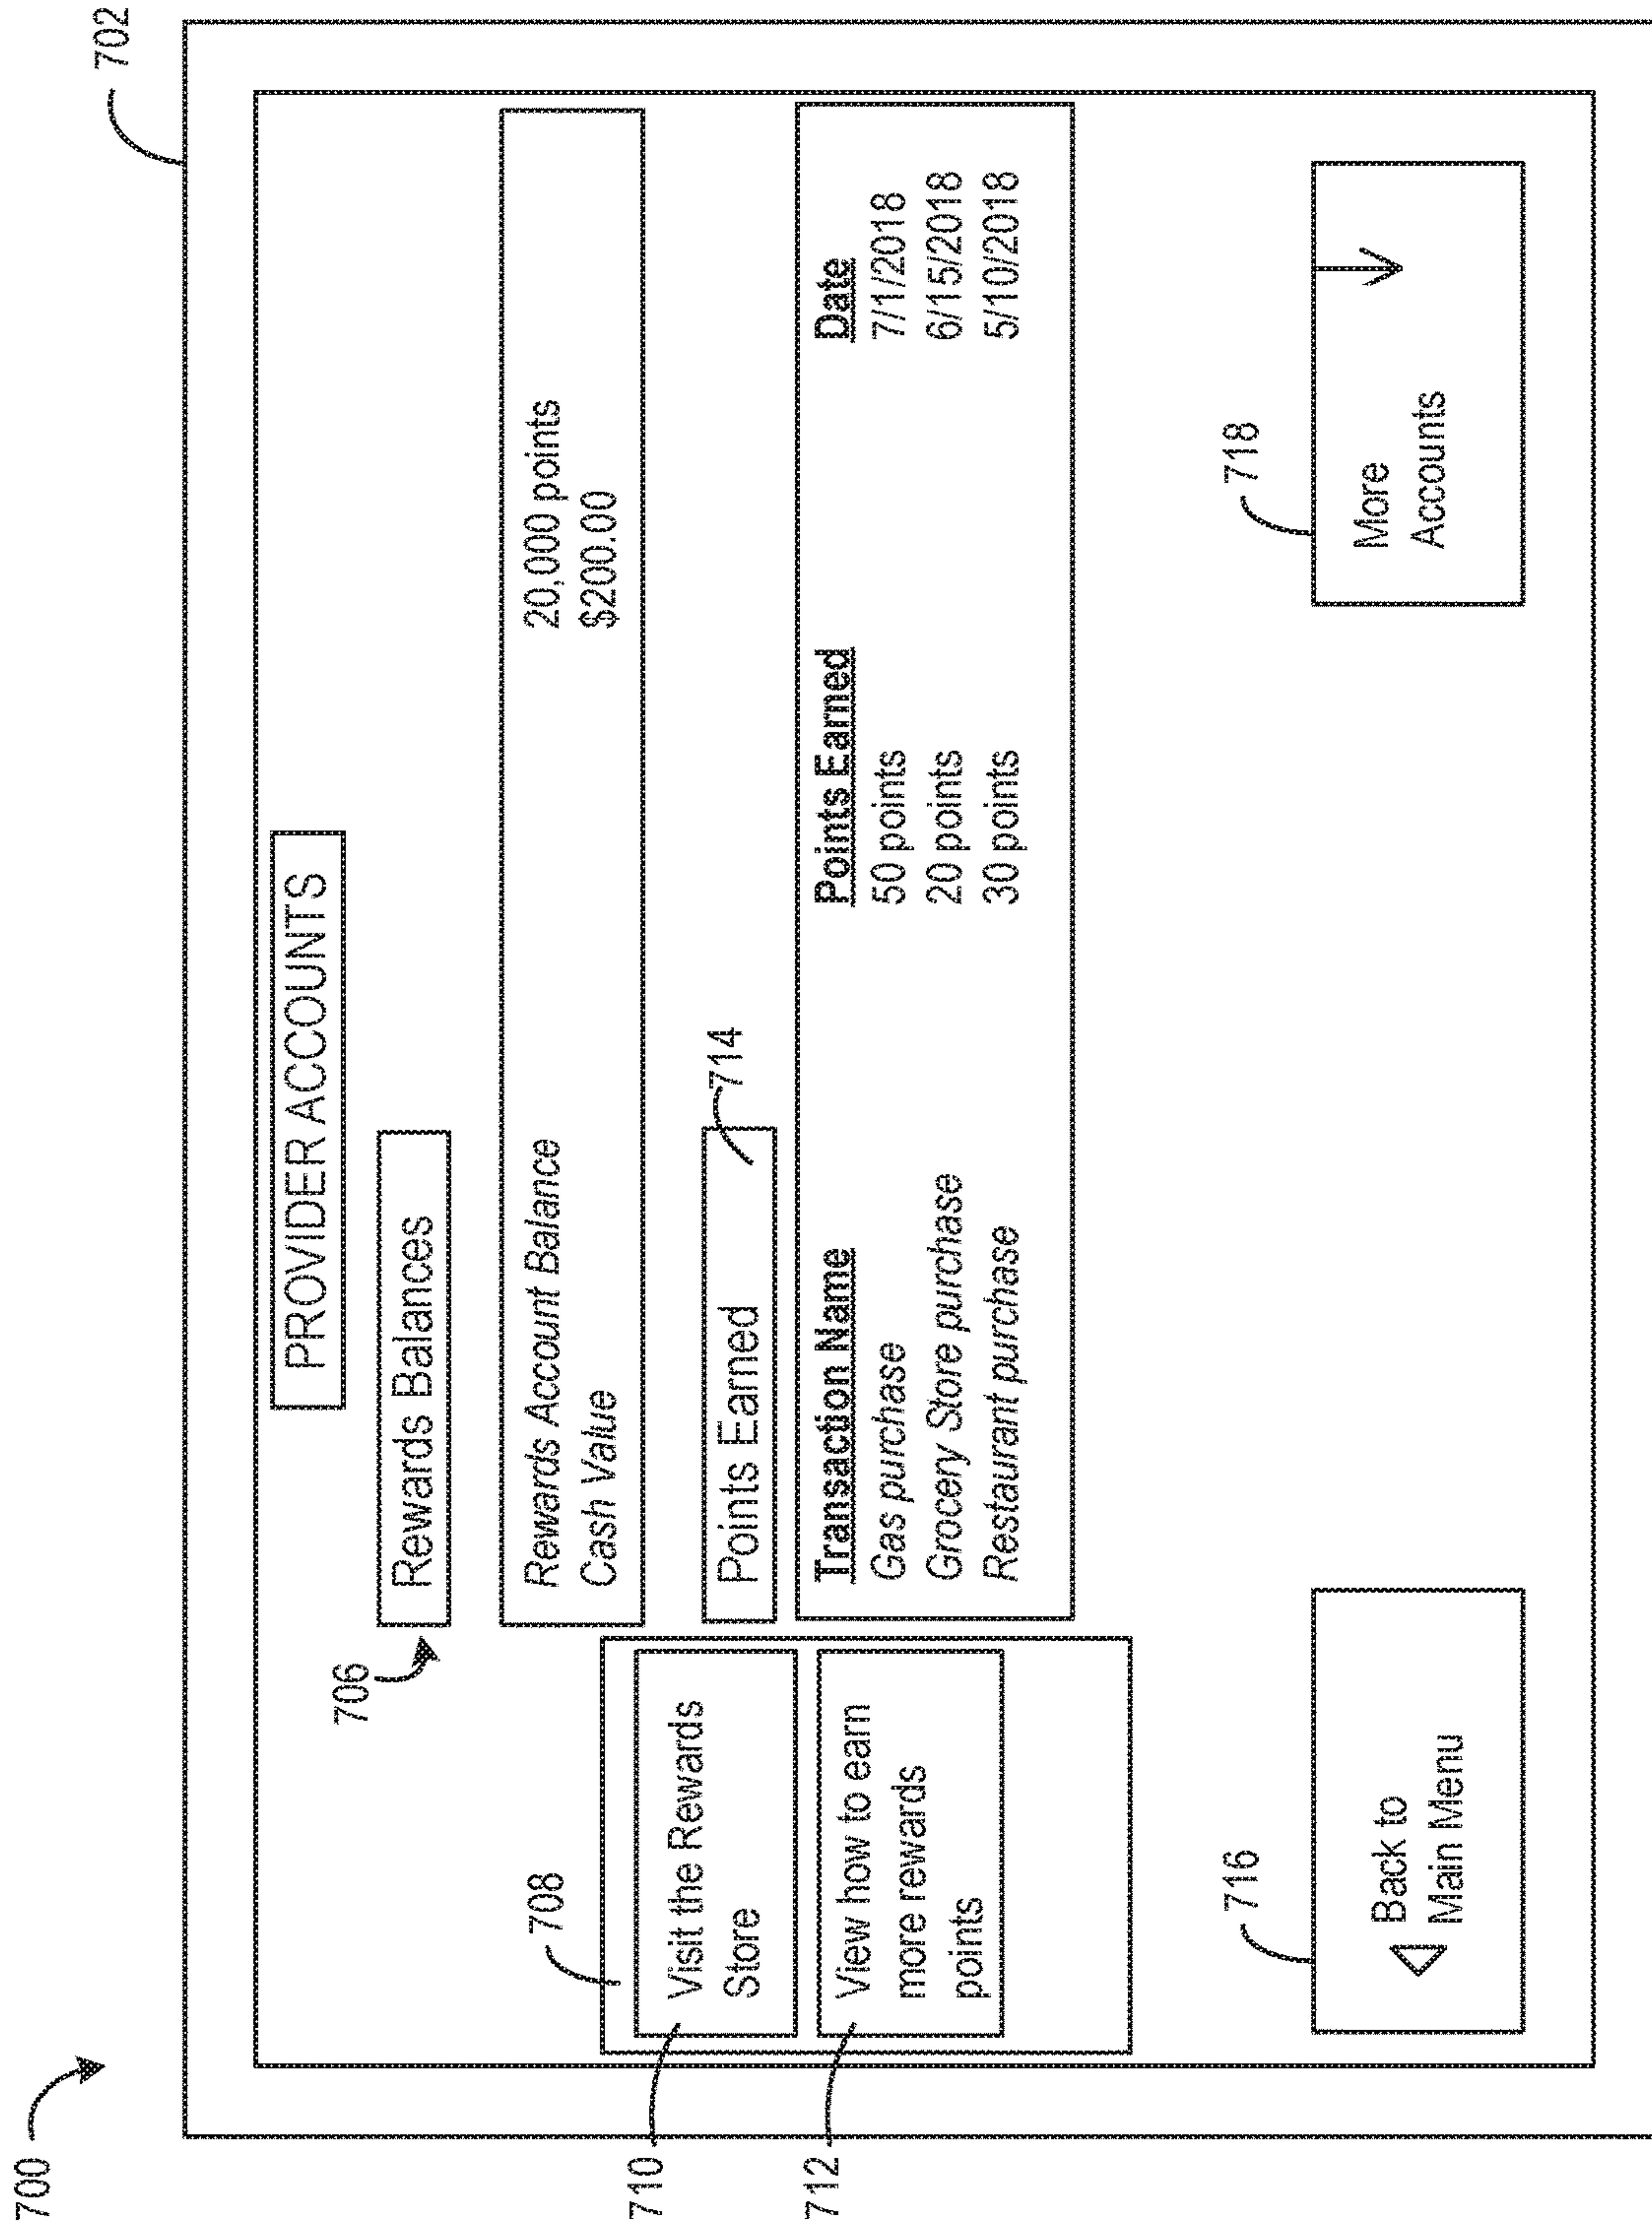 700
702
PROVIDER ACCOUNTS
706
Rewards Balances
Rewards Account Balance 20,000 points
Cash Value $200.00
708
710
Visit the Rewards
Store
712
View how to earn
more rewards
points
Points Earned
714
Transaction Name Points Earned Date
Gas purchase 50 points 7/1/2018
Grocery Store purchase 20 points 6/15/2018
Restaurant purchase 30 points 5/10/2018
716
Back to
Main Menu
718
More
Accounts